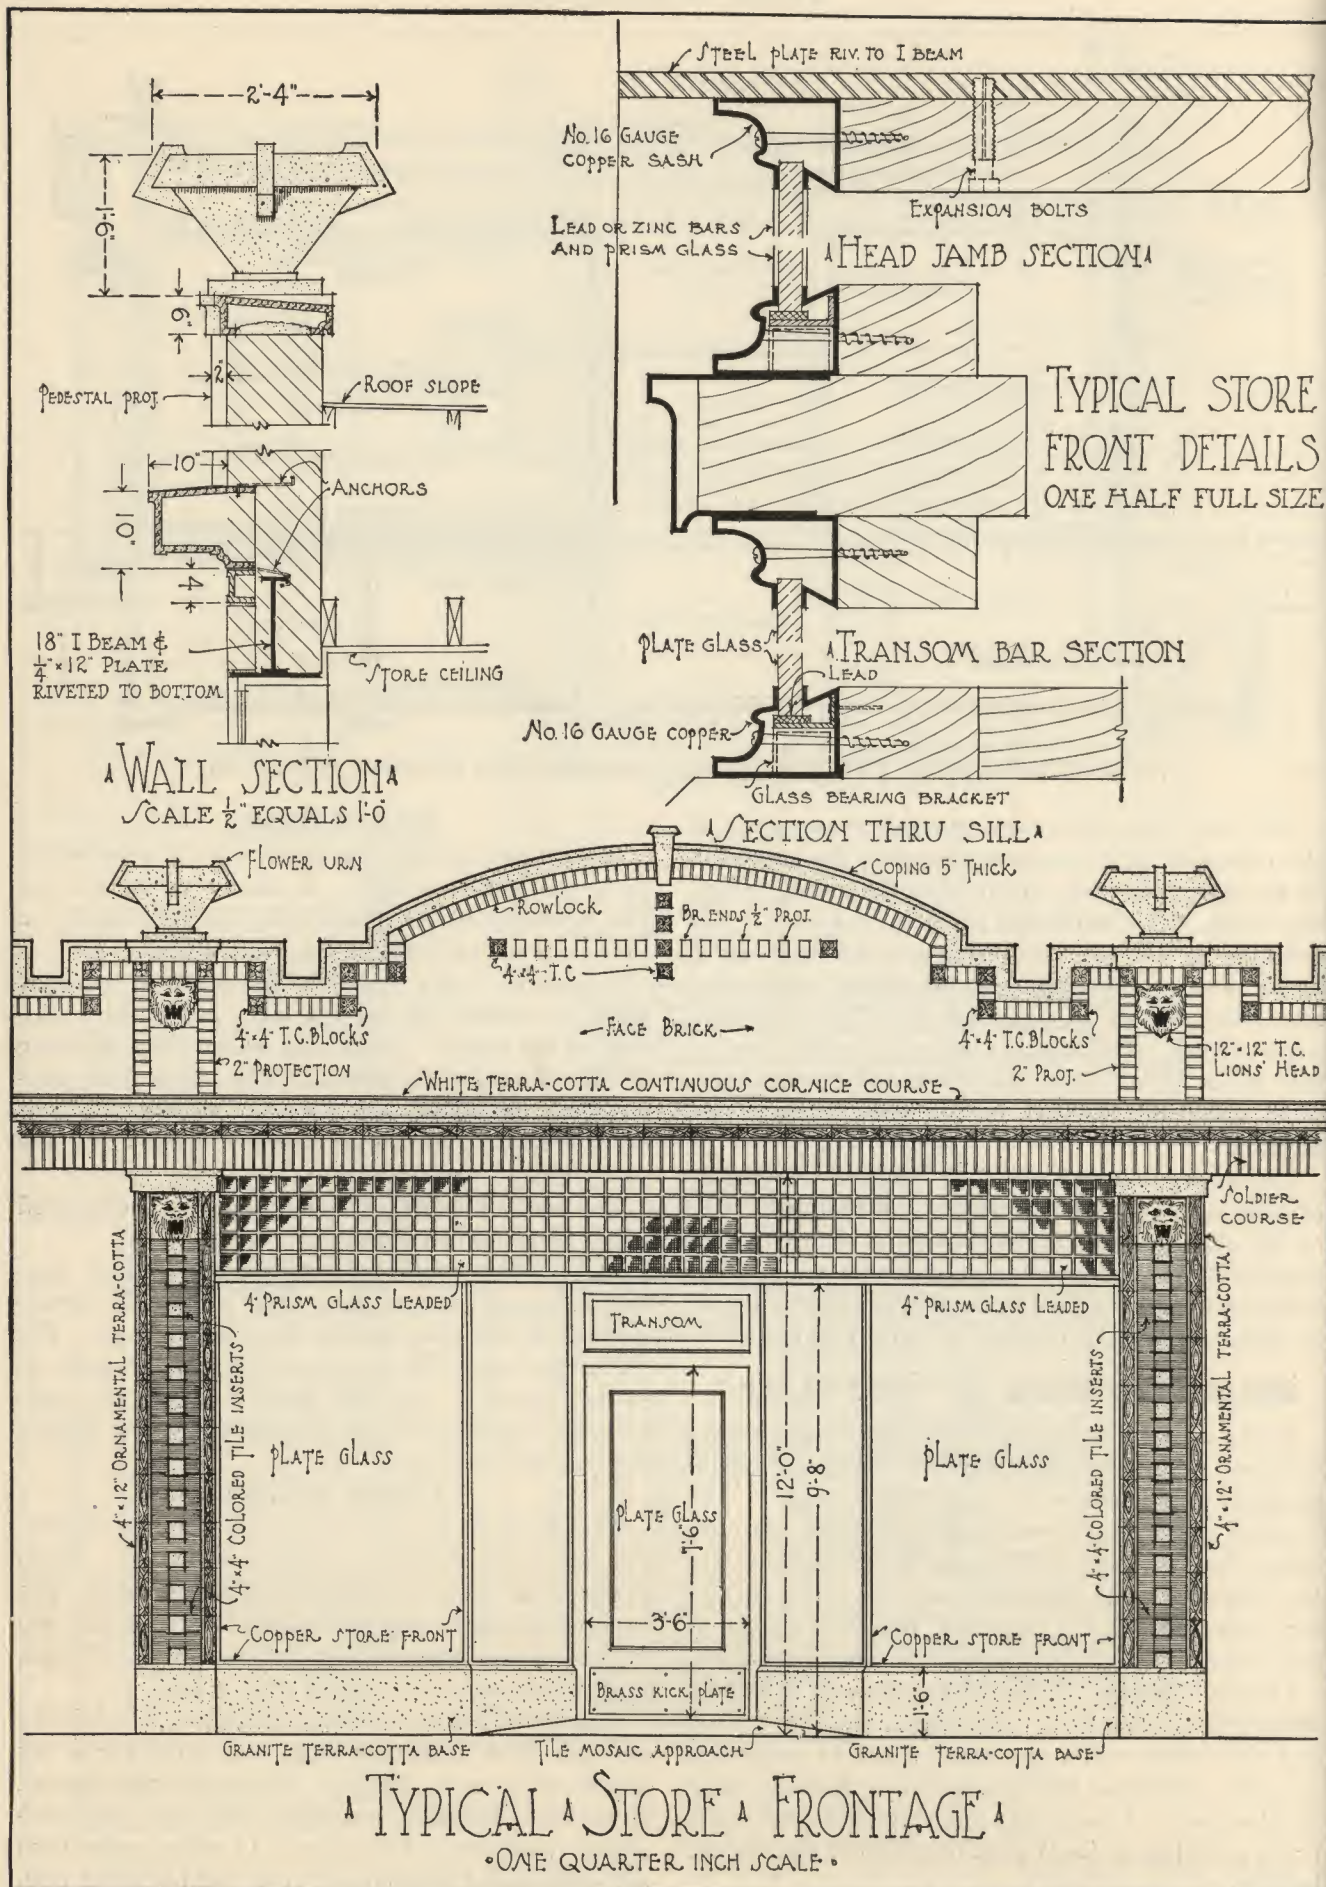 2'-4"
1'-9"
6"
2"
PEDESTAL PROJ.
ROOF SLOPE
10"
ANCHORS
10"
4"
18" I BEAM &
1/4" × 12" PLATE
RIVETED TO BOTTOM
STORE CEILING
WALL SECTION
SCALE 1/2" EQUALS 1'-0"
STEEL PLATE RIV. TO I BEAM
NO. 16 GAUGE
COPPER SASH
EXPANSION BOLTS
LEAD OR ZINC BARS
AND PRISM GLASS
HEAD JAMB SECTION
TYPICAL STORE
FRONT DETAILS
ONE HALF FULL SIZE
PLATE GLASS
TRANSOM BAR SECTION
LEAD
NO. 16 GAUGE COPPER
GLASS BEARING BRACKET
SECTION THRU SILL
FLOWER URN
COPING 5" THICK
ROWLOCK
BR. ENDS 1/2" PROJ.
4"×4" T.C.
4"×4" T.C. BLOCKS
FACE BRICK
4"×4" T.C. BLOCKS
2" PROJECTION
2" PROJ.
12"×12" T.C.
LIONS' HEAD
WHITE TERRA-COTTA CONTINUOUS CORNICE COURSE
SOLDIER
COURSE
4" PRISM GLASS LEADED
4" PRISM GLASS LEADED
TRANSOM
4"×12" ORNAMENTAL TERRA-COTTA
4"×4" COLORED TILE INSERTS
PLATE GLASS
PLATE GLASS
7'-6"
12'-0"
9'-8"
PLATE GLASS
4"×4" COLORED TILE INSERTS
4"×12" ORNAMENTAL TERRA-COTTA
3'-6"
COPPER STORE FRONT
COPPER STORE FRONT
BRASS KICK PLATE
1'-6"
GRANITE TERRA-COTTA BASE
TILE MOSAIC APPROACH
GRANITE TERRA-COTTA BASE
TYPICAL STORE FRONTAGE
ONE QUARTER INCH SCALE